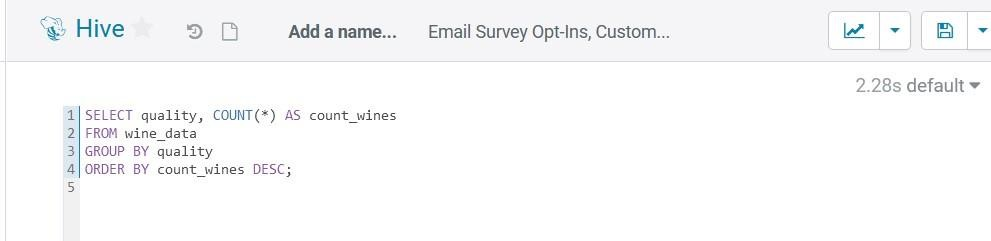 Hive Add a name... Email Survey Opt-Ins, Custom...
2.28s default
1 SELECT quality, COUNT(*) AS count_wines
2 FROM wine_data
3 GROUP BY quality
4 ORDER BY count_wines DESC;
5